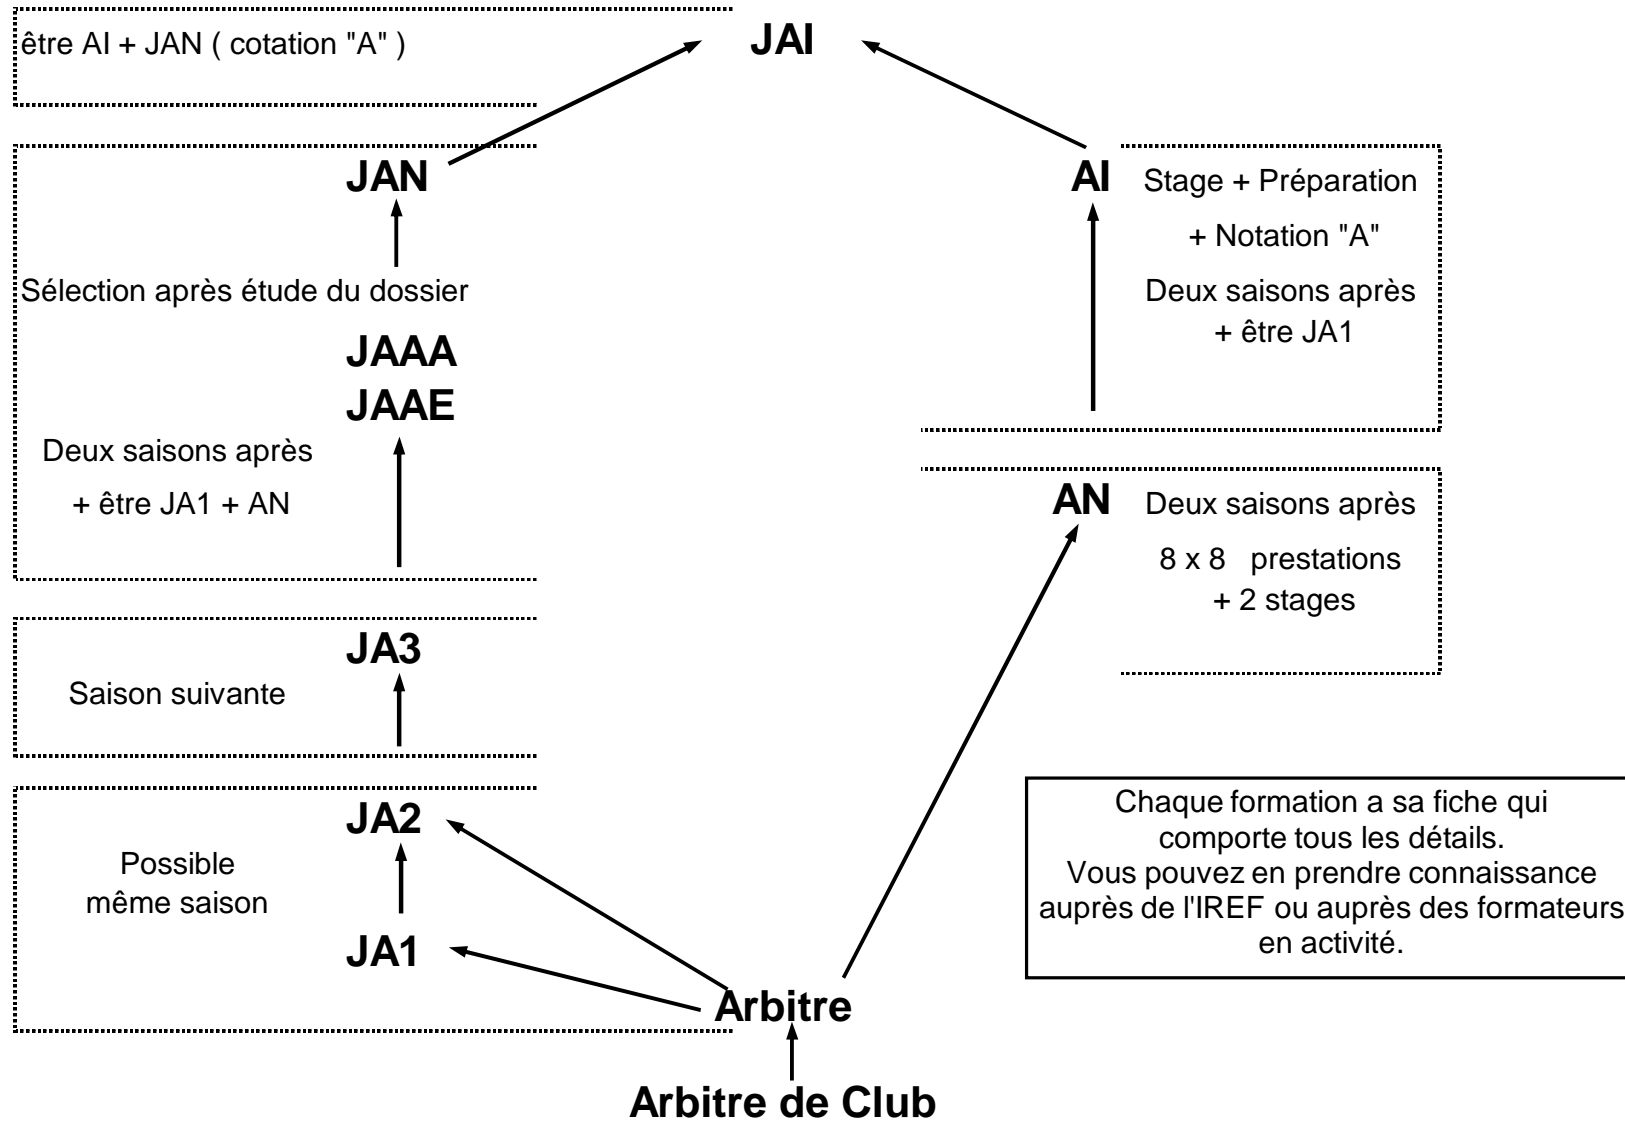 être AI + JAN ( cotation "A" )
JAI
JAN
AI
Stage + Préparation
+ Notation "A"
Deux saisons après
+ être JA1
Sélection après étude du dossier
JAAA
JAAE
Deux saisons après
+ être JA1 + AN
AN
Deux saisons après
8 x 8 prestations
+ 2 stages
JA3
Saison suivante
JA2
Possible
même saison
JA1
Chaque formation a sa fiche qui
comporte tous les détails.
Vous pouvez en prendre connaissance
auprès de l'IREF ou auprès des formateurs
en activité.
Arbitre
Arbitre de Club